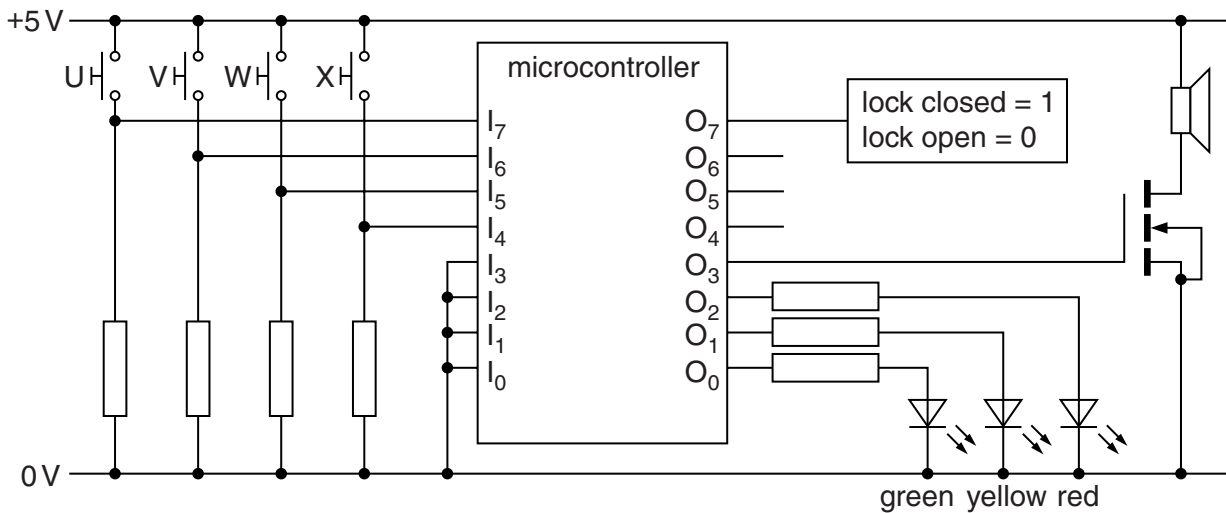 +5 V
U
V
W
X
microcontroller
I7
I6
I5
I4
I3
I2
I1
I0
O7
O6
O5
O4
O3
O2
O1
O0
lock closed = 1
lock open = 0
0 V
green yellow red